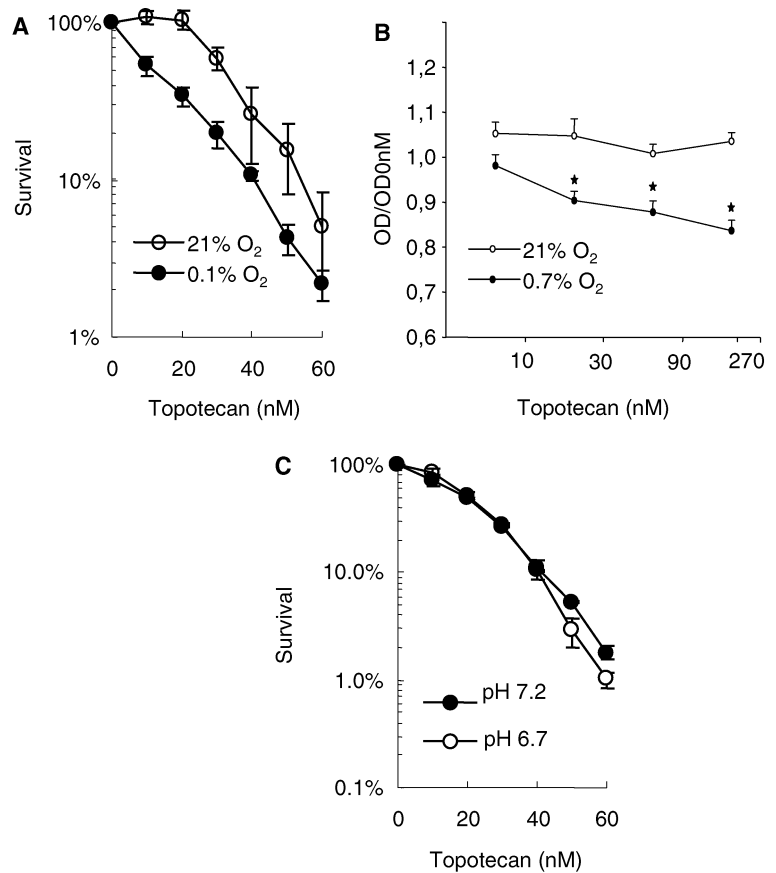 A
100%
10%
1%
Survival
21% O₂
0.1% O₂
0 20 40 60
Topotecan (nM)
B
1,2
1,1
1,0
0,9
0,8
0,7
0,6
OD/OD0nM
21% O₂
0.7% O₂
10 30 90 270
Topotecan (nM)
C
100%
10.0%
1.0%
0.1%
Survival
pH 7.2
pH 6.7
0 20 40 60
Topotecan (nM)